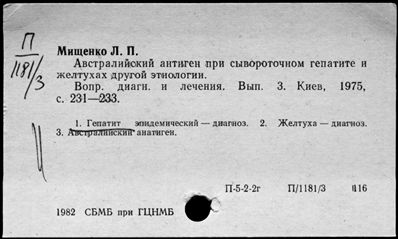 П
1181/3
Мищенко Л. П.
Австралийский антиген при сывороточном гепатите и
желтухах другой этиологии.
Вопр. диагн. и лечения. Вып. 3. Киев, 1975,
с. 231—233.
1. Гепатит эпидемический — диагноз. 2. Желтуха — диагноз.
3. Австралийский анатиген.
П-5-2-2г П/1181/3 116
1982 СБМБ при ГЦНМБ